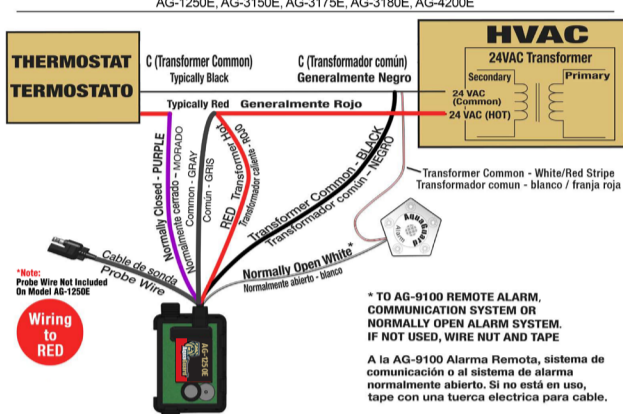 AG-1250E, AG-3150E, AG-3175E, AG-3180E, AG-4200E
THERMOSTAT
TERMOSTATO
C (Transformer Common)
Typically Black
C (Transformador común)
Generalmente Negro
HVAC
24VAC Transformer
Secondary
Primary
24 VAC
(Common)
24 VAC (HOT)
Typically Red
Generalmente Rojo
Normally Closed - PURPLE
Normalmente cerrado – MORADO
Common - GRAY
Común - GRIS
RED Transformer Hot
Transformador caliente - ROJO
Transformer Common - BLACK
Transformador común – NEGRO
Transformer Common - White/Red Stripe
Transformador comun - blanco / franja roja
AquaGuard
Alarm
Normally Open White*
Normalmente abierto - blanco
Cable de sonda
Probe Wire
*Note:
Probe Wire Not Included
On Model AG-1250E
Wiring
to
RED
AG-1250E
* TO AG-9100 REMOTE ALARM,
COMMUNICATION SYSTEM OR
NORMALLY OPEN ALARM SYSTEM.
IF NOT USED, WIRE NUT AND TAPE
A la AG-9100 Alarma Remota, sistema de
comunicación o al sistema de alarma
normalmente abierto. Si no está en uso,
tape con una tuerca electrica para cable.